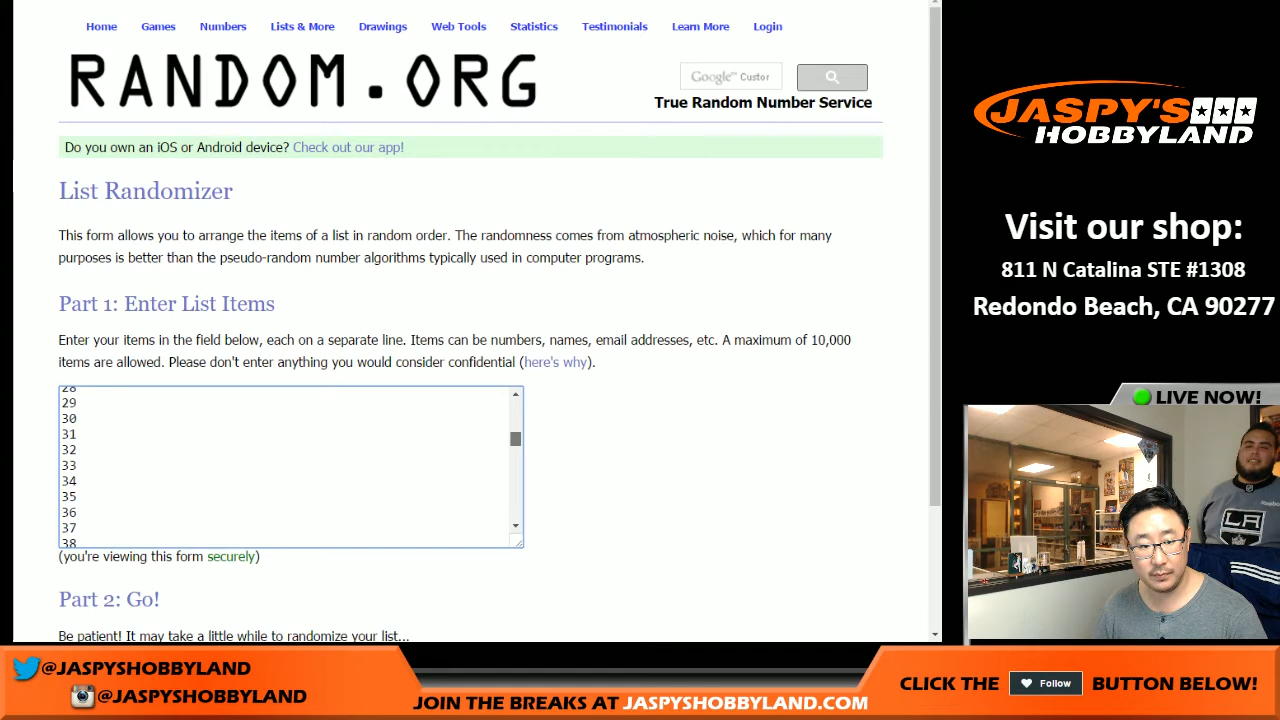 Home Games Numbers Lists & More Drawings Web Tools Statistics Testimonials Learn More Login
RANDOM.ORG
Google™ Custor
True Random Number Service
Do you own an iOS or Android device? Check out our app!
List Randomizer
This form allows you to arrange the items of a list in random order. The randomness comes from atmospheric noise, which for many
purposes is better than the pseudo-random number algorithms typically used in computer programs.
Part 1: Enter List Items
Enter your items in the field below, each on a separate line. Items can be numbers, names, email addresses, etc. A maximum of 10,000
items are allowed. Please don't enter anything you would consider confidential (here's why).
28
29
30
31
32
33
34
35
36
37
38
(you're viewing this form securely)
Part 2: Go!
Be patient! It may take a little while to randomize your list...
JASPY'S
HOBBYLAND
Visit our shop:
811 N Catalina STE #1308
Redondo Beach, CA 90277
LIVE NOW!
LA
@JASPYSHOBBYLAND
@JASPYSHOBBYLAND
JOIN THE BREAKS AT JASPYSHOBBYLAND.COM
CLICK THE Follow BUTTON BELOW!